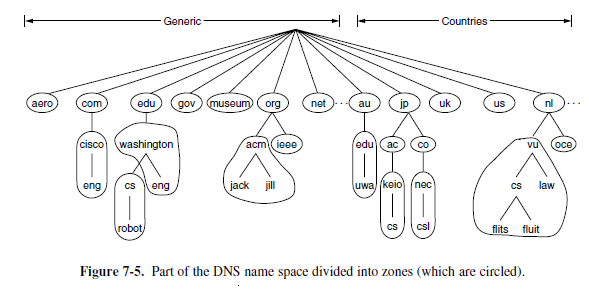 Generic Countries
aero com edu gov museum org net ... au jp uk us nl ...
cisco washington acm ieee edu ac co vu oce
eng cs eng jack jill uwa keio nec cs law
robot cs csl flits fluit
Figure 7-5. Part of the DNS name space divided into zones (which are circled).